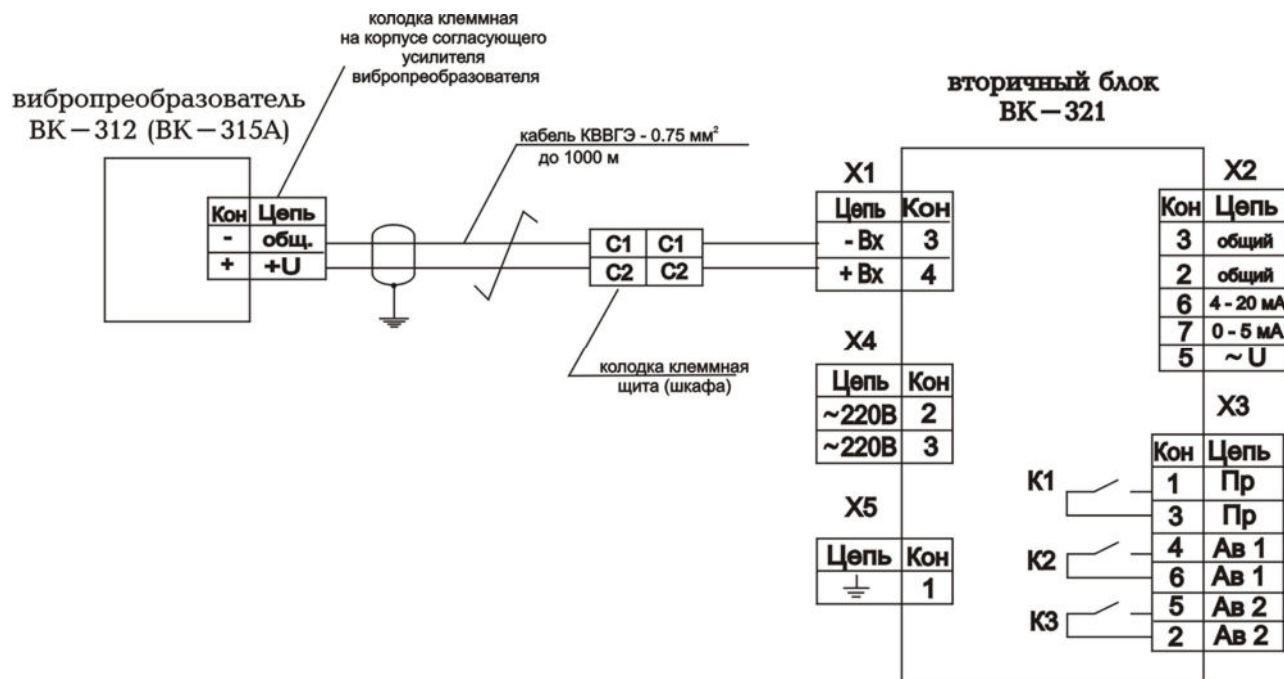 колодка клеммная
на корпусе согласующего
усилителя
вибропреобразователя
вибропреобразователь
ВК-312 (ВК-315А)
Кон Цепь
- общ.
+ +U
кабель КВВГЭ - 0.75 мм²
до 1000 м
C1 C1
C2 C2
колодка клеммная
щита (шкафа)
вторичный блок
ВК-321
X1
Цепь Кон
- Вх 3
+ Вх 4
X4
Цепь Кон
~220В 2
~220В 3
X5
Цепь Кон
1
X2
Кон Цепь
3 общий
2 общий
6 4 - 20 мА
7 0 - 5 мА
5 ~ U
X3
Кон Цепь
1 Пр
3 Пр
4 Ав 1
6 Ав 1
5 Ав 2
2 Ав 2
К1
К2
К3